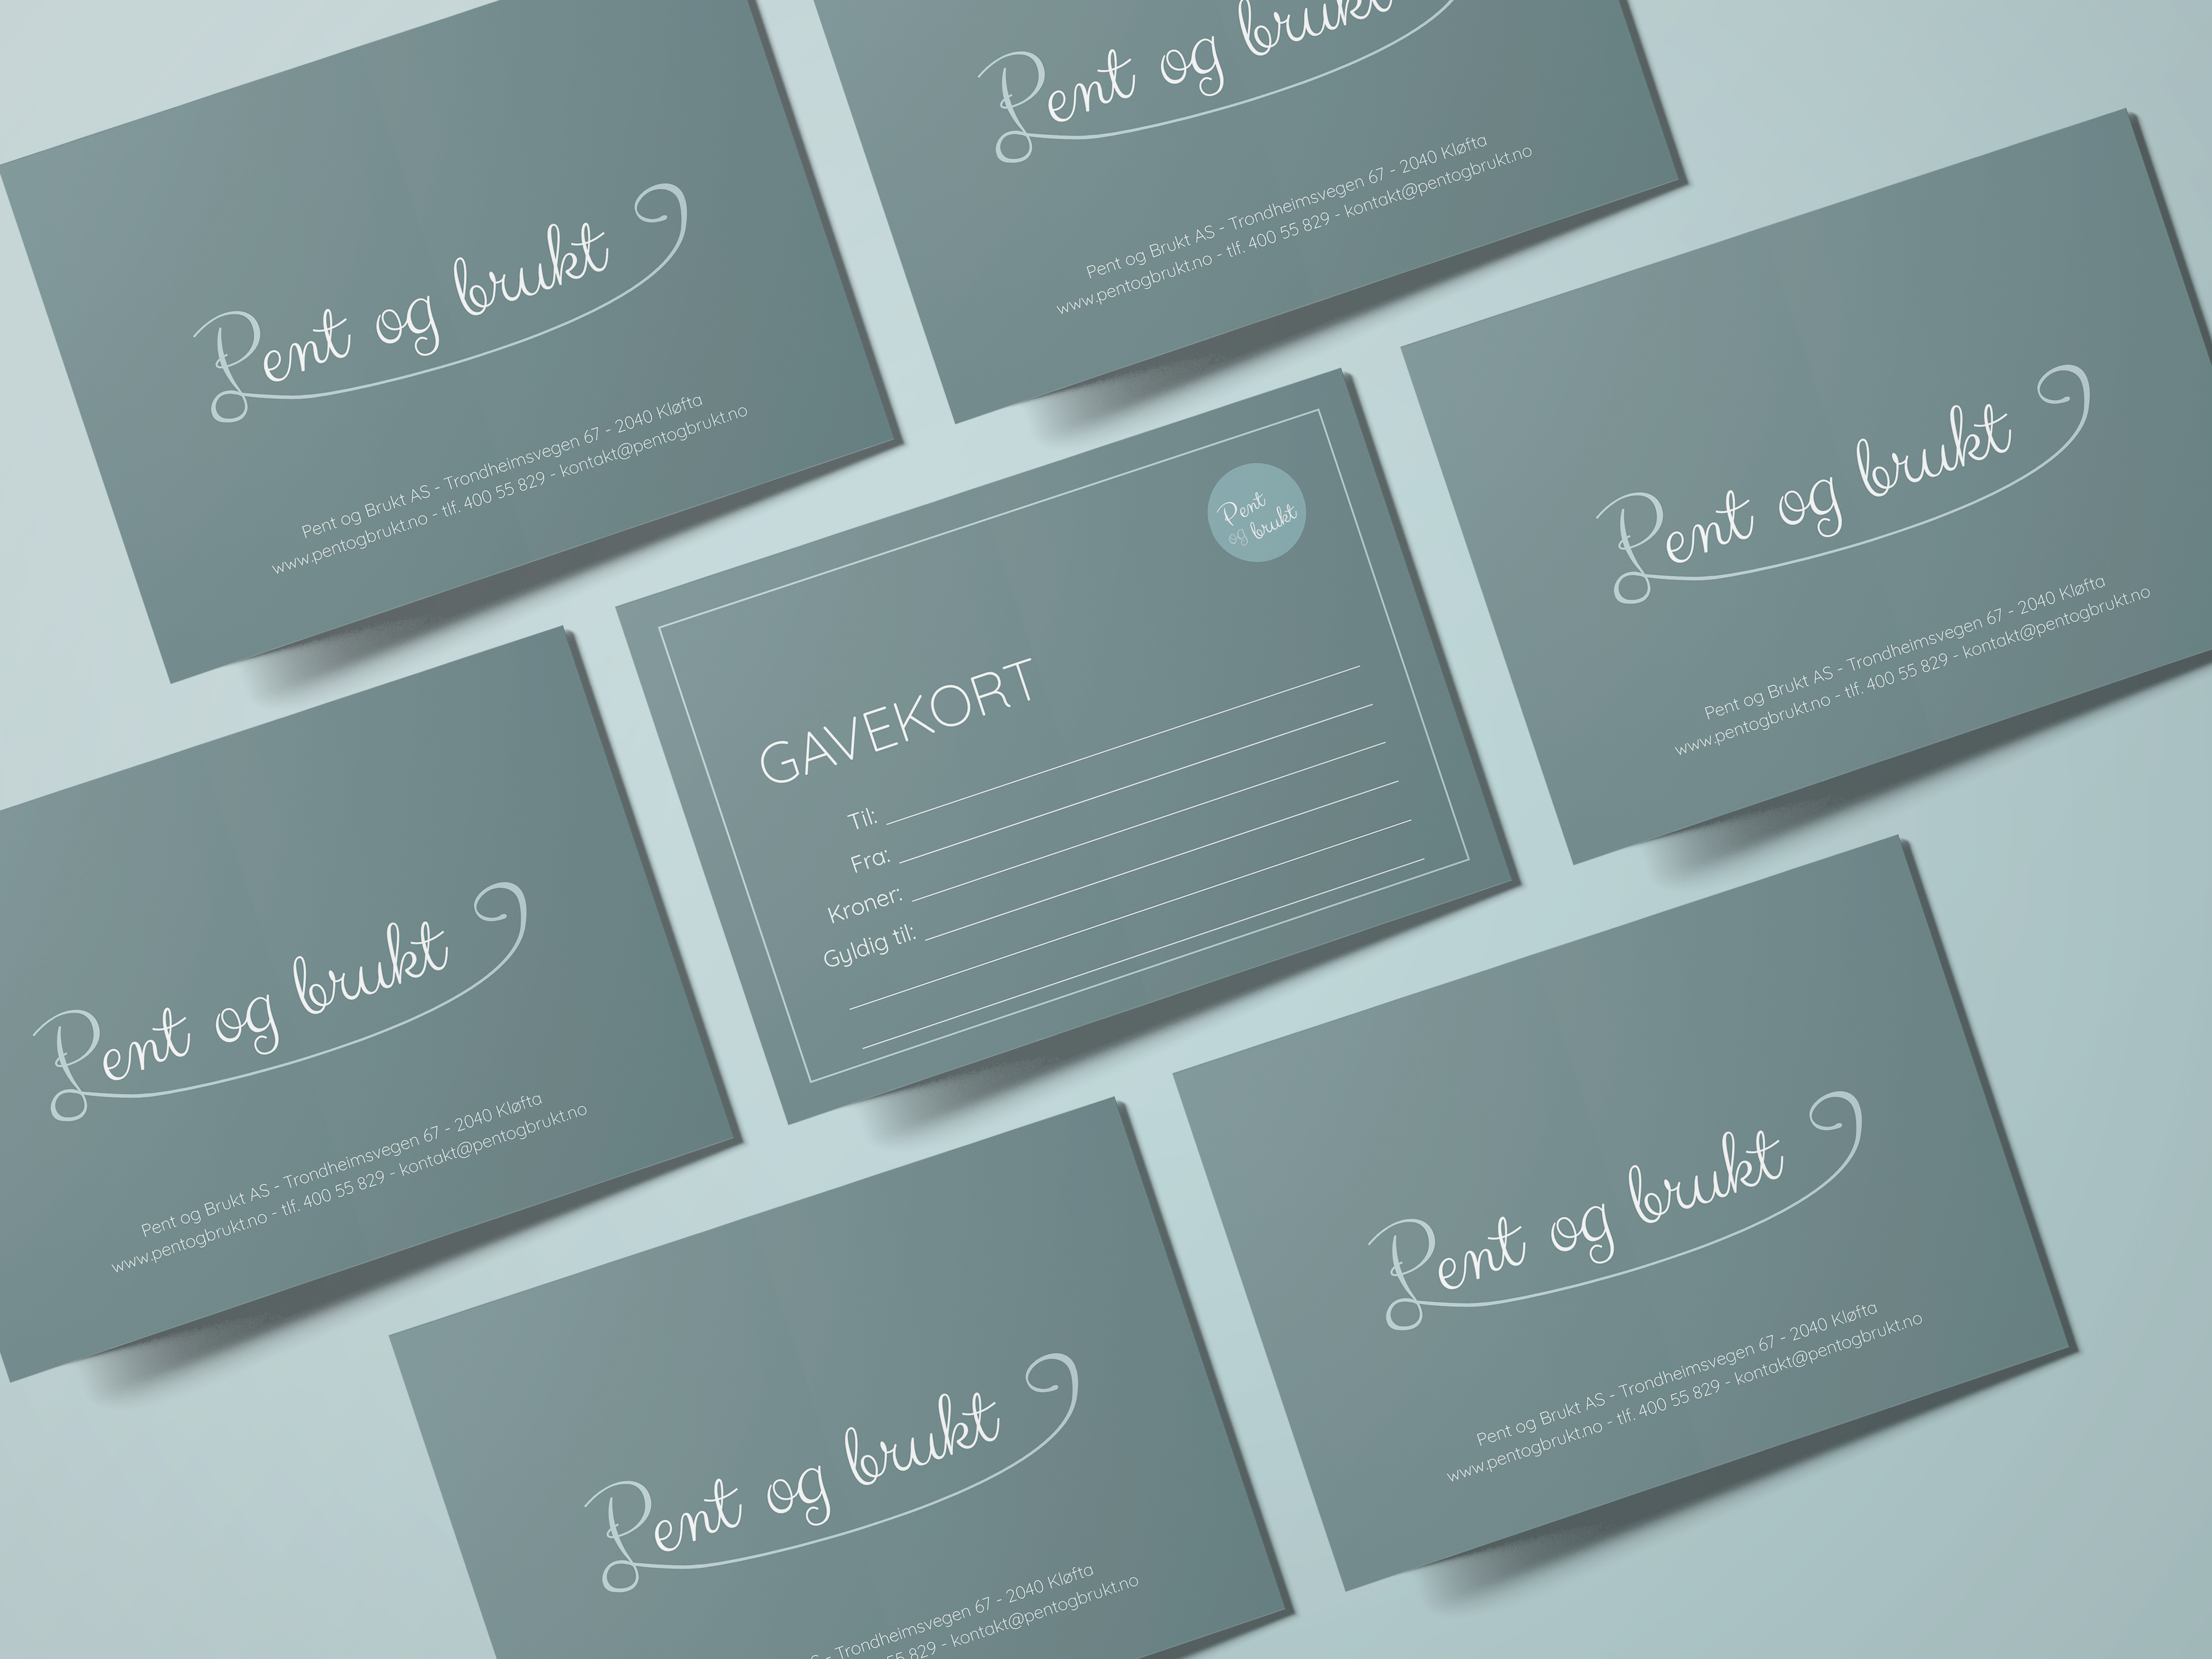 Pent og brukt
Pent og Brukt AS - Trondheimsvegen 67 - 2040 Kløfta
www.pentogbrukt.no - tlf. 400 55 829 - kontakt@pentogbrukt.no
Pent og brukt
Pent og Brukt AS - Trondheimsvegen 67 - 2040 Kløfta
www.pentogbrukt.no - tlf. 400 55 829 - kontakt@pentogbrukt.no
Pent og brukt
Pent og Brukt AS - Trondheimsvegen 67 - 2040 Kløfta
www.pentogbrukt.no - tlf. 400 55 829 - kontakt@pentogbrukt.no
Pent
og brukt
GAVEKORT
Til:
Fra:
Kroner:
Gyldig til:
Pent og brukt
Pent og Brukt AS - Trondheimsvegen 67 - 2040 Kløfta
www.pentogbrukt.no - tlf. 400 55 829 - kontakt@pentogbrukt.no
Pent og brukt
Pent og Brukt AS - Trondheimsvegen 67 - 2040 Kløfta
www.pentogbrukt.no - tlf. 400 55 829 - kontakt@pentogbrukt.no
Pent og brukt
- Trondheimsvegen 67 - 2040 Kløfta
55 829 - kontakt@pentogbrukt.no